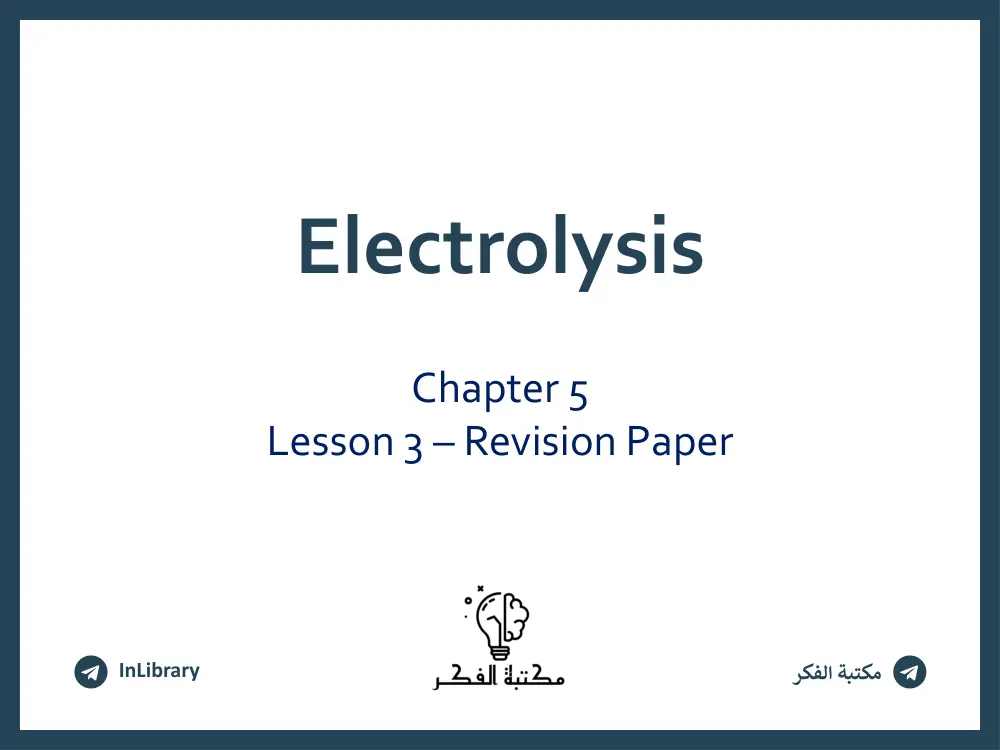 Electrolysis
Chapter 5
Lesson 3 – Revision Paper
مكتبة الفكر
InLibrary
مكتبة الفكر